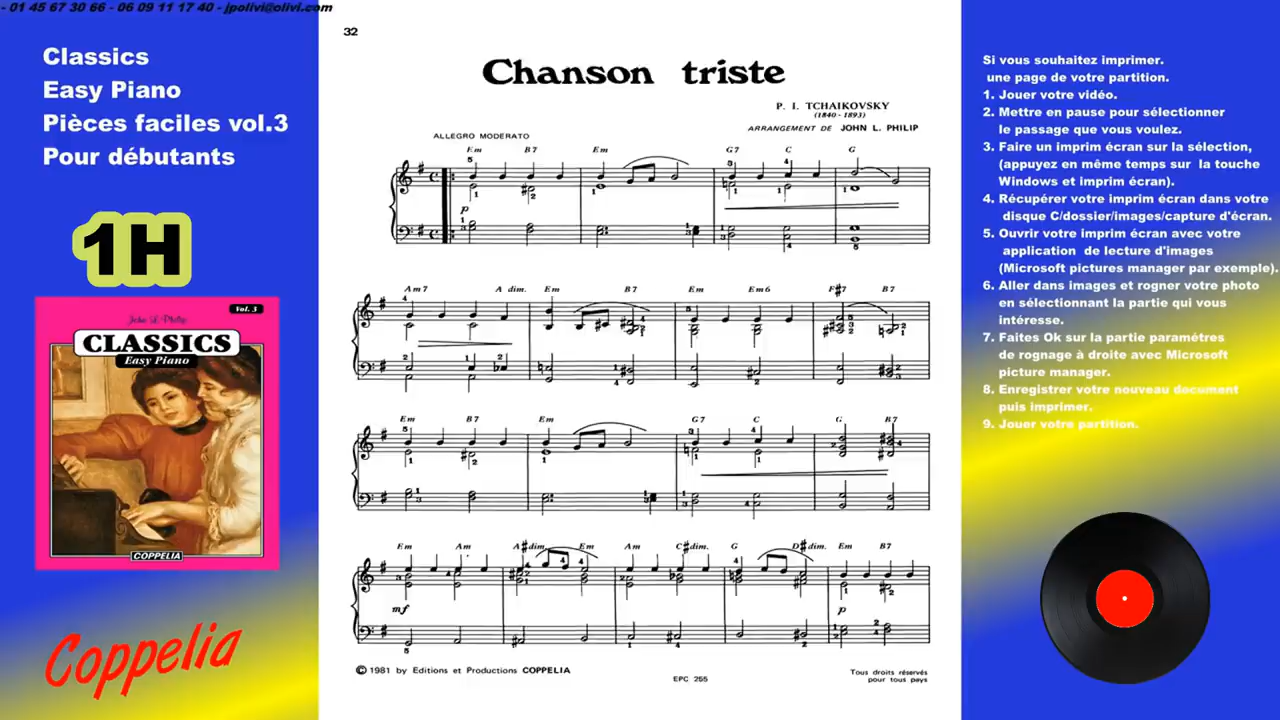 - 01 45 67 30 66 - 06 09 11 17 40 - jpolivi@olivi.com
Classics
Easy Piano
Pièces faciles vol.3
Pour débutants
1H
Vol. 3
John L. Philip
CLASSICS
Easy Piano
COPPELIA
Coppelia
32
Chanson triste
P. I. TCHAIKOVSKY
(1840 - 1893)
ARRANGEMENT DE JOHN L. PHILIP
ALLEGRO MODERATO
Em B7 Em G7 C G
p
Am7 A dim. Em B7 Em Em6 F#7 B7
Em B7 Em G7 C G B7
Em Am A#dim. Em Am C#dim. G D#dim. Em B7
mf p
© 1981 by Editions et Productions COPPELIA
EPC 255
Tous droits réservés
pour tous pays
Si vous souhaitez imprimer.
une page de votre partition.
1. Jouer votre vidéo.
2. Mettre en pause pour sélectionner
le passage que vous voulez.
3. Faire un imprim écran sur la sélection,
(appuyez en même temps sur la touche
Windows et imprim écran).
4. Récupérer votre imprim écran dans votre
disque C/dossier/images/capture d'écran.
5. Ouvrir votre imprim écran avec votre
application de lecture d'images
(Microsoft pictures manager par exemple).
6. Aller dans images et rogner votre photo
en sélectionnant la partie qui vous
intéresse.
7. Faites Ok sur la partie paramétres
de rognage à droite avec Microsoft
picture manager.
8. Enregistrer votre nouveau document
puis imprimer.
9. Jouer votre partition.